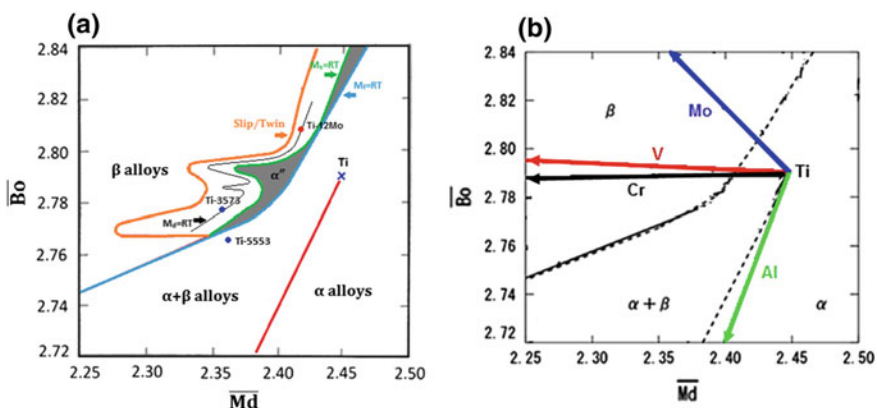 (a)
2.84
2.82
2.80
2.78
2.76
2.74
2.72
2.25
2.30
2.35
2.40
2.45
2.50
Bo
Md
Ms=RT
Mf=RT
Slip/Twin
Ti-12Mo
Ti
β alloys
α″
Ti-3573
Md=RT
Ti-5553
α+β alloys
α alloys
(b)
2.84
2.82
2.80
2.78
2.76
2.74
2.72
2.25
2.30
2.35
2.40
2.45
2.50
Bo
Md
β
Mo
V
Ti
Cr
Al
α + β
α